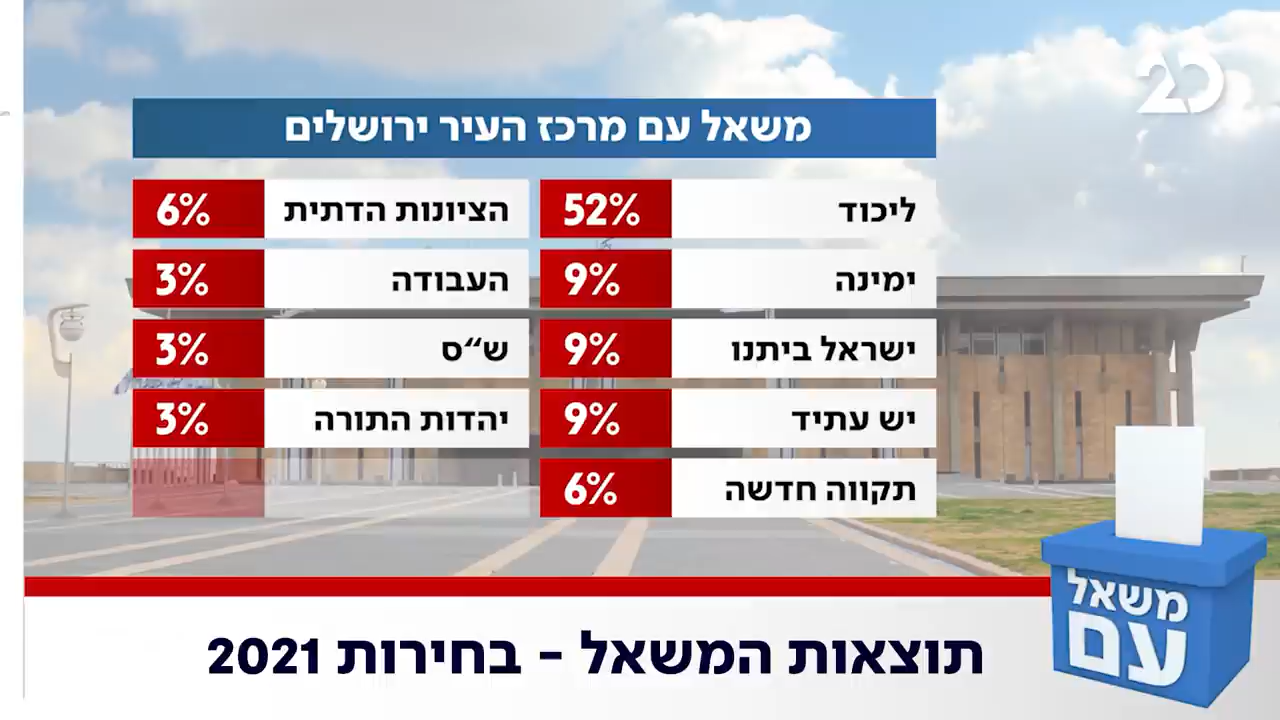 20
משאל עם מרכז העיר ירושלים
ליכוד 52%
ימינה 9%
ישראל ביתנו 9%
יש עתיד 9%
תקווה חדשה 6%
הציונות הדתית 6%
העבודה 3%
ש“ס 3%
יהדות התורה 3%
משאל
עם
תוצאות המשאל - בחירות 2021